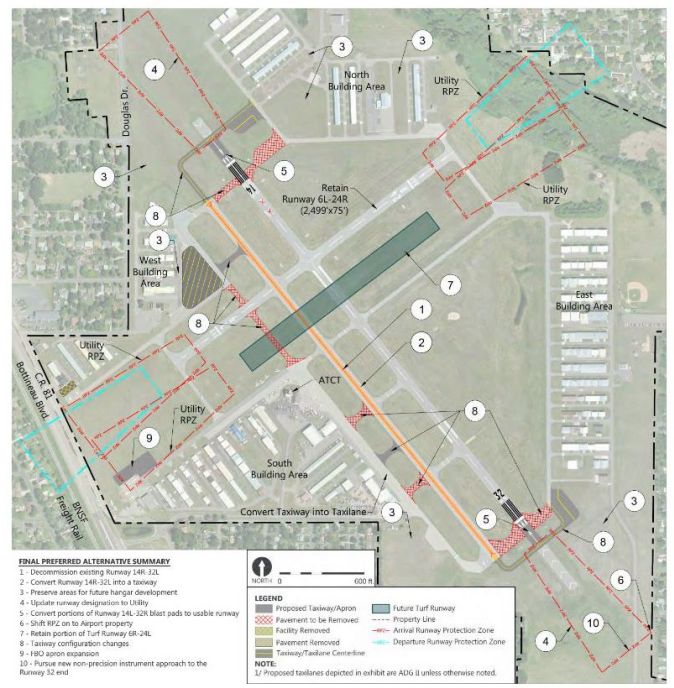 3
3
4
North
Building Area
Utility
RPZ
Douglas Dr.
5
14
3
Retain
Runway 6L-24R
(2,499'x75')
Utility
RPZ
8
3
West
Building
Area
7
East
Building Area
8
1
Utility
RPZ
2
C.R. 81
Bottineau Blvd.
ATCT
Utility
RPZ
8
9
South
Building Area
32
BNSF
Freight Rail
Convert Taxiway into Taxilane
5
3
3
8
6
4
10
FINAL PREFERRED ALTERNATIVE SUMMARY
1 - Decommission existing Runway 14R-32L
2 - Convert Runway 14R-32L into a taxiway
3 - Preserve areas for future hangar development
4 - Update runway designation to Utility
5 - Convert portions of Runway 14L-32R blast pads to usable runway
6 - Shift RPZ on to Airport property
7 - Retain portion of Turf Runway 6R-24L
8 - Taxiway configuration changes
9 - FBO apron expansion
10 - Pursue new non-precision instrument approach to the
Runway 32 end
NORTH 0 600 ft
LEGEND
Proposed Taxiway/Apron
Pavement to be Removed
Facility Removed
Pavement Removed
Taxiway/Taxilane Centerline
Future Turf Runway
Property Line
RPZ Arrival Runway Protection Zone
RPZ Departure Runway Protection Zone
NOTE:
1/ Proposed taxilanes depicted in exhibit are ADG II unless otherwise noted.